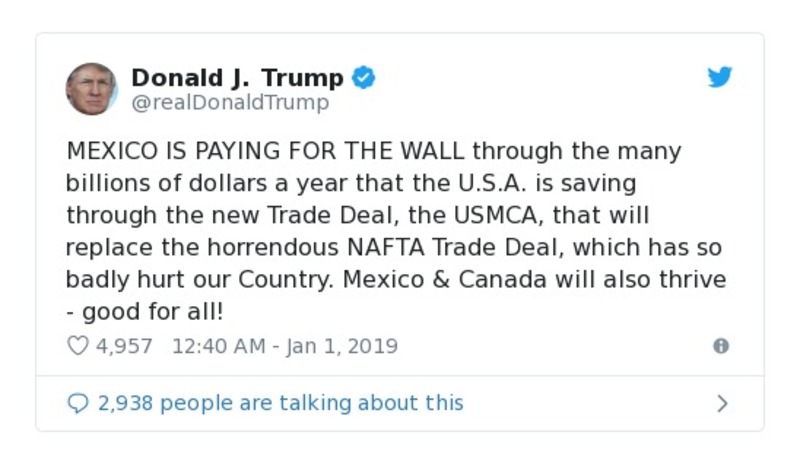 Donald J. Trump
@realDonaldTrump
MEXICO IS PAYING FOR THE WALL through the many
billions of dollars a year that the U.S.A. is saving
through the new Trade Deal, the USMCA, that will
replace the horrendous NAFTA Trade Deal, which has so
badly hurt our Country. Mexico & Canada will also thrive
- good for all!
4,957 12:40 AM - Jan 1, 2019
2,938 people are talking about this